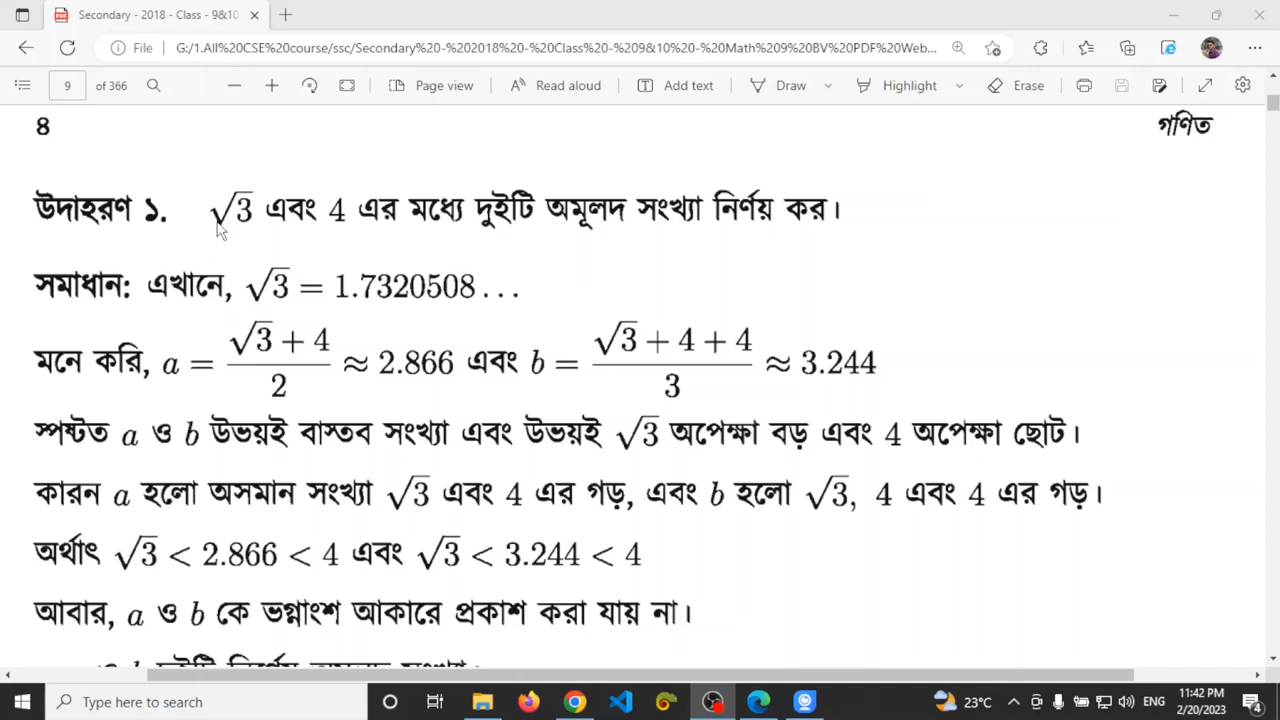 Secondary - 2018 - Class - 9&10
File G:/1.All%20CSE%20course/ssc/Secondary%20-%202018%20-%20Class%20-%209&10%20-%20Math%209%20BV%20PDF%20Web...
9 of 366 Page view Read aloud Add text Draw Highlight Erase
৪ গণিত
উদাহরণ ১. √3 এবং 4 এর মধ্যে দুইটি অমূলদ সংখ্যা নির্ণয় কর।
সমাধান: এখানে, √3 = 1.7320508...
মনে করি, a = (√3 + 4)/2 ≈ 2.866 এবং b = (√3 + 4 + 4)/3 ≈ 3.244
স্পষ্টত a ও b উভয়ই বাস্তব সংখ্যা এবং উভয়ই √3 অপেক্ষা বড় এবং 4 অপেক্ষা ছোট।
কারন a হলো অসমান সংখ্যা √3 এবং 4 এর গড়, এবং b হলো √3, 4 এবং 4 এর গড়।
অর্থাৎ √3 < 2.866 < 4 এবং √3 < 3.244 < 4
আবার, a ও b কে ভগ্নাংশ আকারে প্রকাশ করা যায় না।
ও b দুইটি নির্ণেয় অমূলদ সংখ্যা।
Type here to search 23°C ENG 11:42 PM
2/20/2023 4